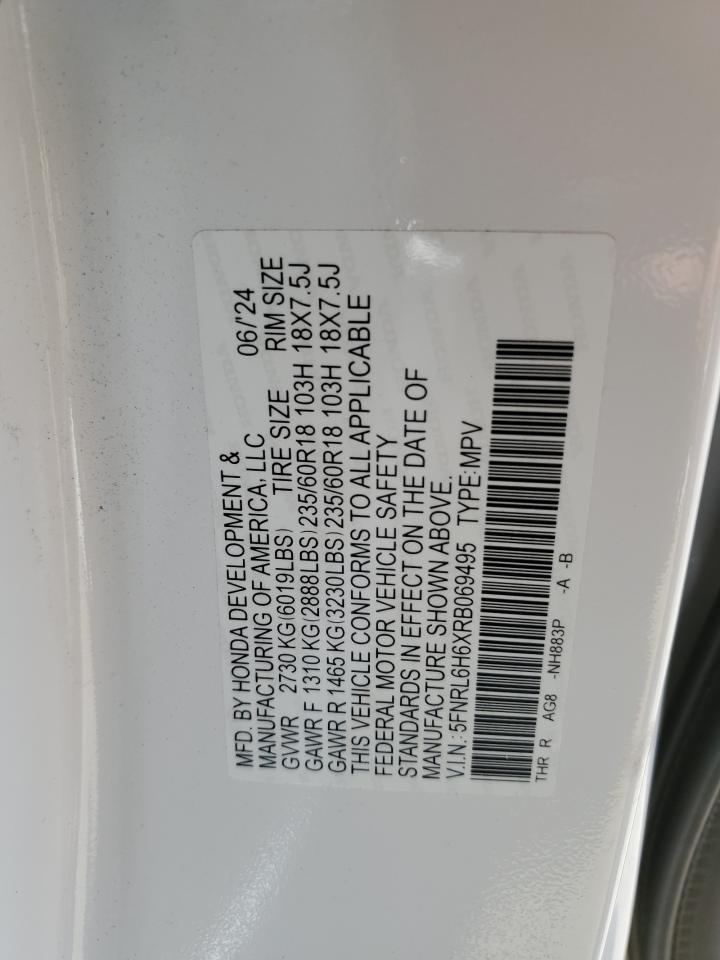 MFD. BY HONDA DEVELOPMENT &
MANUFACTURING OF AMERICA, LLC 06/'24
GVWR 2730 KG(6019LBS) TIRE SIZE RIM SIZE
GAWR F 1310 KG(2888LBS)235/60R18 103H 18X7.5J
GAWR R 1465 KG(3230LBS)235/60R18 103H 18X7.5J
THIS VEHICLE CONFORMS TO ALL APPLICABLE
FEDERAL MOTOR VEHICLE SAFETY
STANDARDS IN EFFECT ON THE DATE OF
MANUFACTURE SHOWN ABOVE.
V.I.N.:5FNRL6H6XRB069495 TYPE:MPV
THR R AG8 -NH883P -A -B